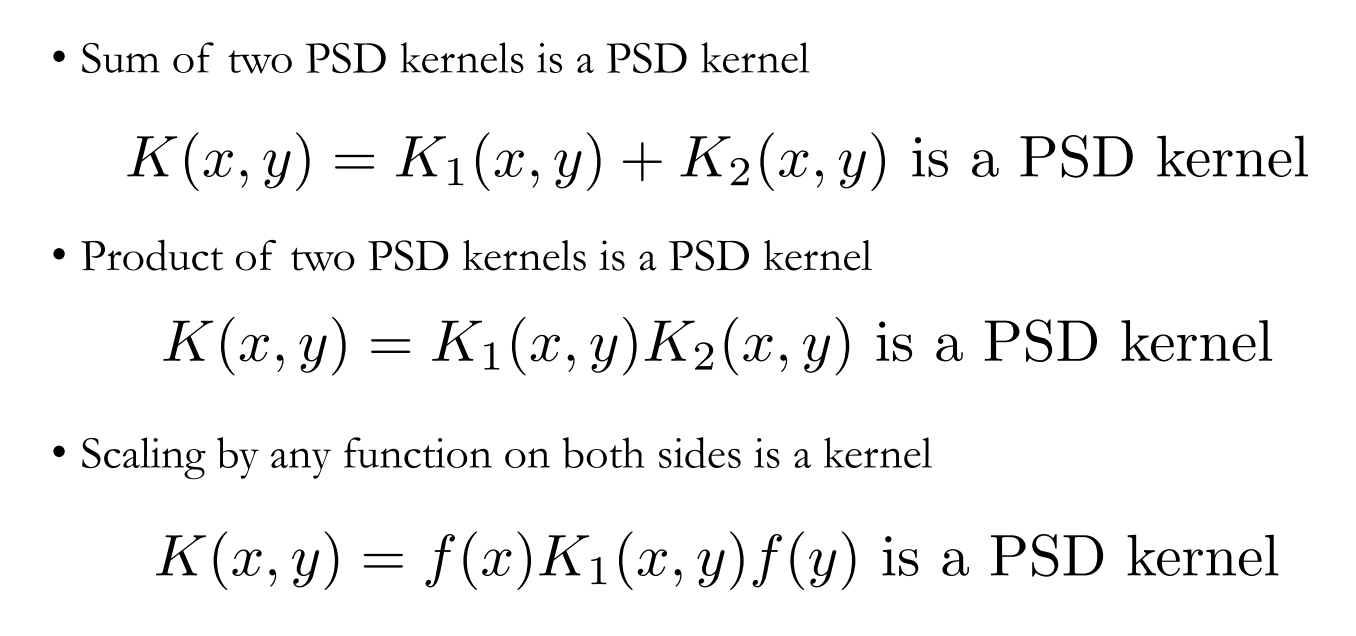 • Sum of two PSD kernels is a PSD kernel
K(x, y) = K₁(x, y) + K₂(x, y) is a PSD kernel
• Product of two PSD kernels is a PSD kernel
K(x, y) = K₁(x, y)K₂(x, y) is a PSD kernel
• Scaling by any function on both sides is a kernel
K(x, y) = f(x)K₁(x, y)f(y) is a PSD kernel